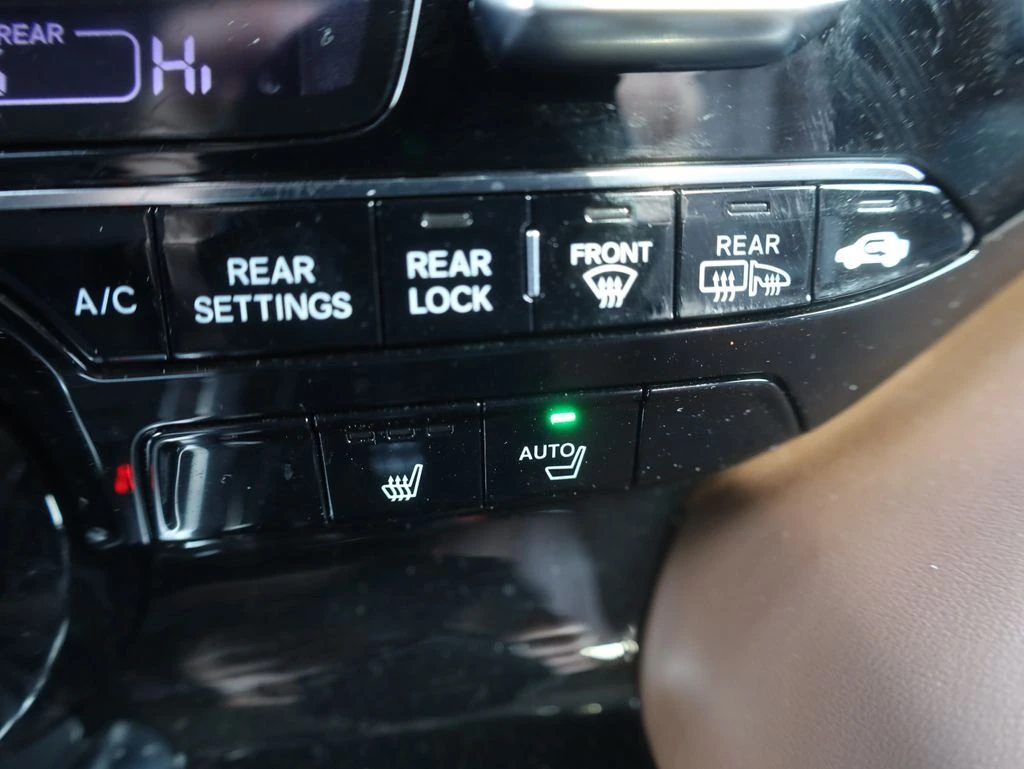 REAR
Hi
A/C
REAR
SETTINGS
REAR
LOCK
FRONT
REAR
AUTO